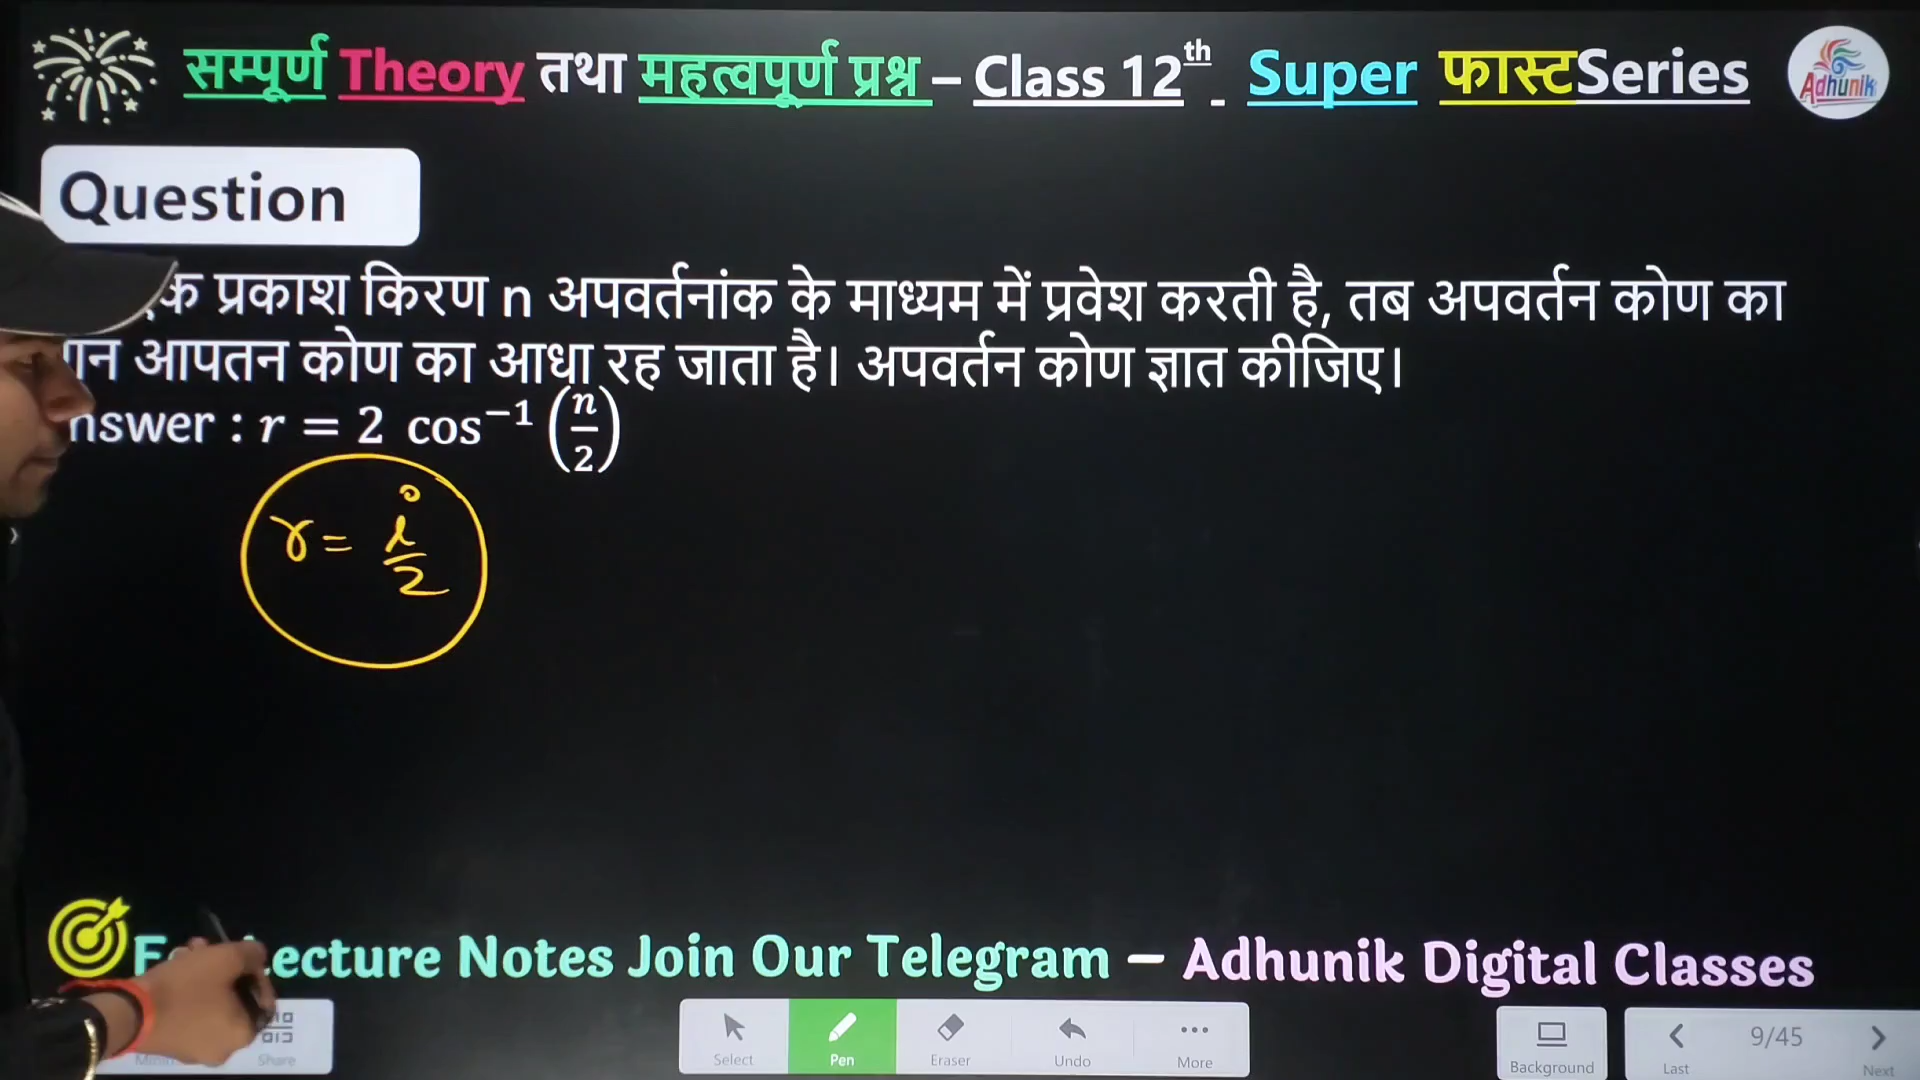 सम्पूर्ण Theory तथा महत्वपूर्ण प्रश्न – Class 12th - Super फास्टSeries
Adhunik
Question
प्रकाश किरण n अपवर्तनांक के माध्यम में प्रवेश करती है, तब अपवर्तन कोण का
आपतन कोण का आधा रह जाता है। अपवर्तन कोण ज्ञात कीजिए।
nswer : r = 2 cos⁻¹ (n/2)
r = i/2
Lecture Notes Join Our Telegram – Adhunik Digital Classes
Share Select Pen Eraser Undo More Background Last 9/45 Next